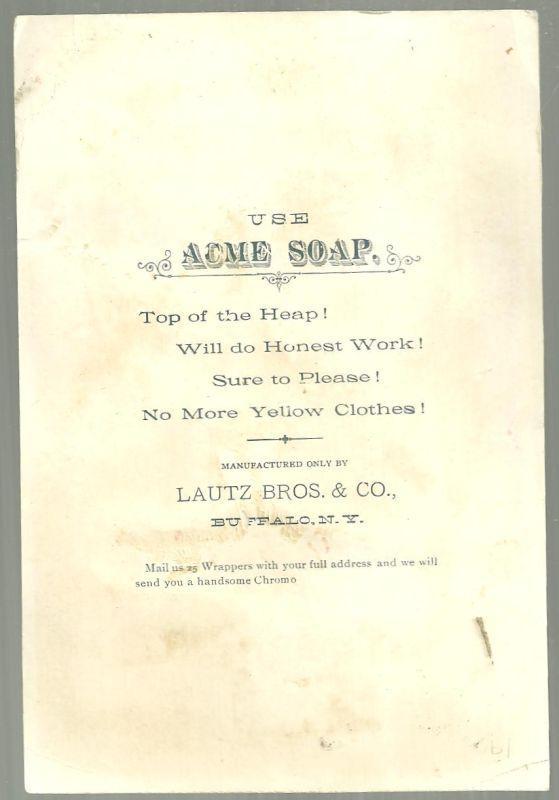 USE
ACME SOAP.
Top of the Heap!
Will do Honest Work!
Sure to Please!
No More Yellow Clothes!
MANUFACTURED ONLY BY
LAUTZ BROS. & CO.,
BUFFALO, N. Y.
Mail us 25 Wrappers with your full address and we will
send you a handsome Chromo